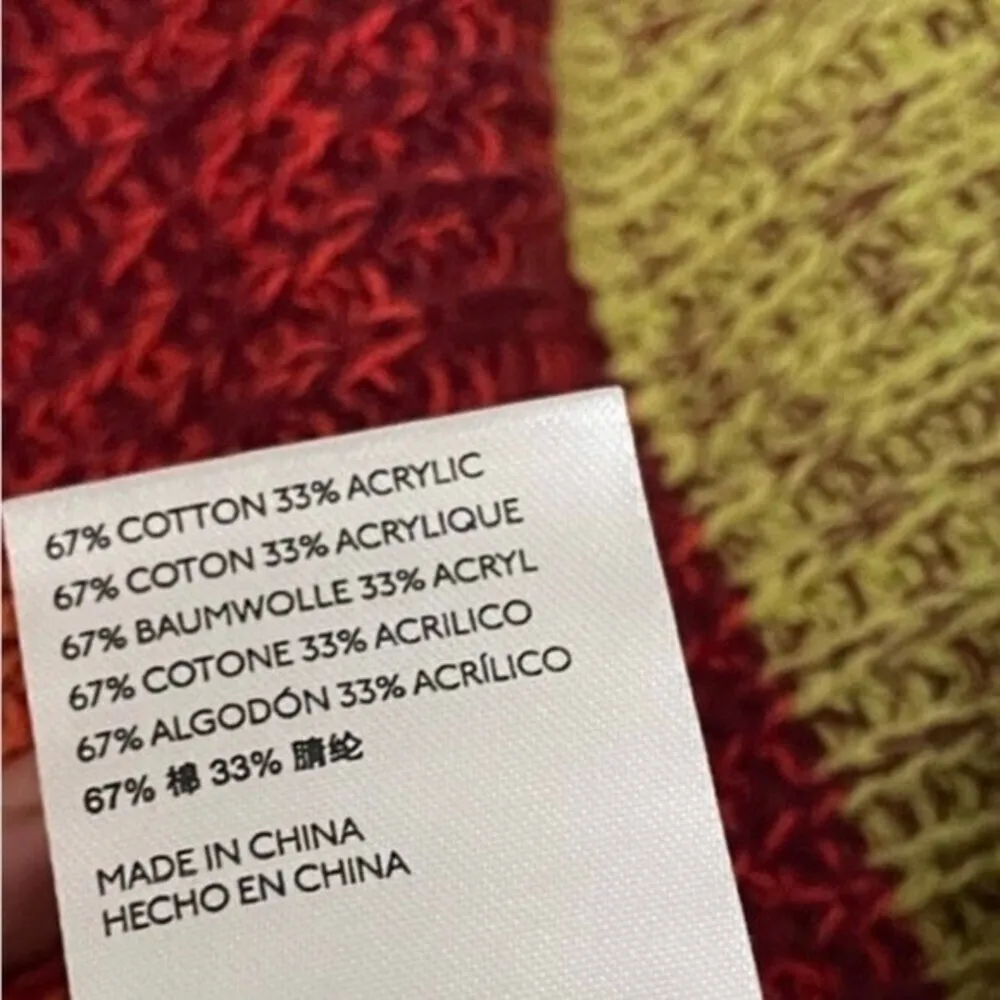 67% COTTON 33% ACRYLIC
67% COTON 33% ACRYLIQUE
67% BAUMWOLLE 33% ACRYL
67% COTONE 33% ACRILICO
67% ALGODÓN 33% ACRÍLICO
67% 棉 33% 腈纶
MADE IN CHINA
HECHO EN CHINA